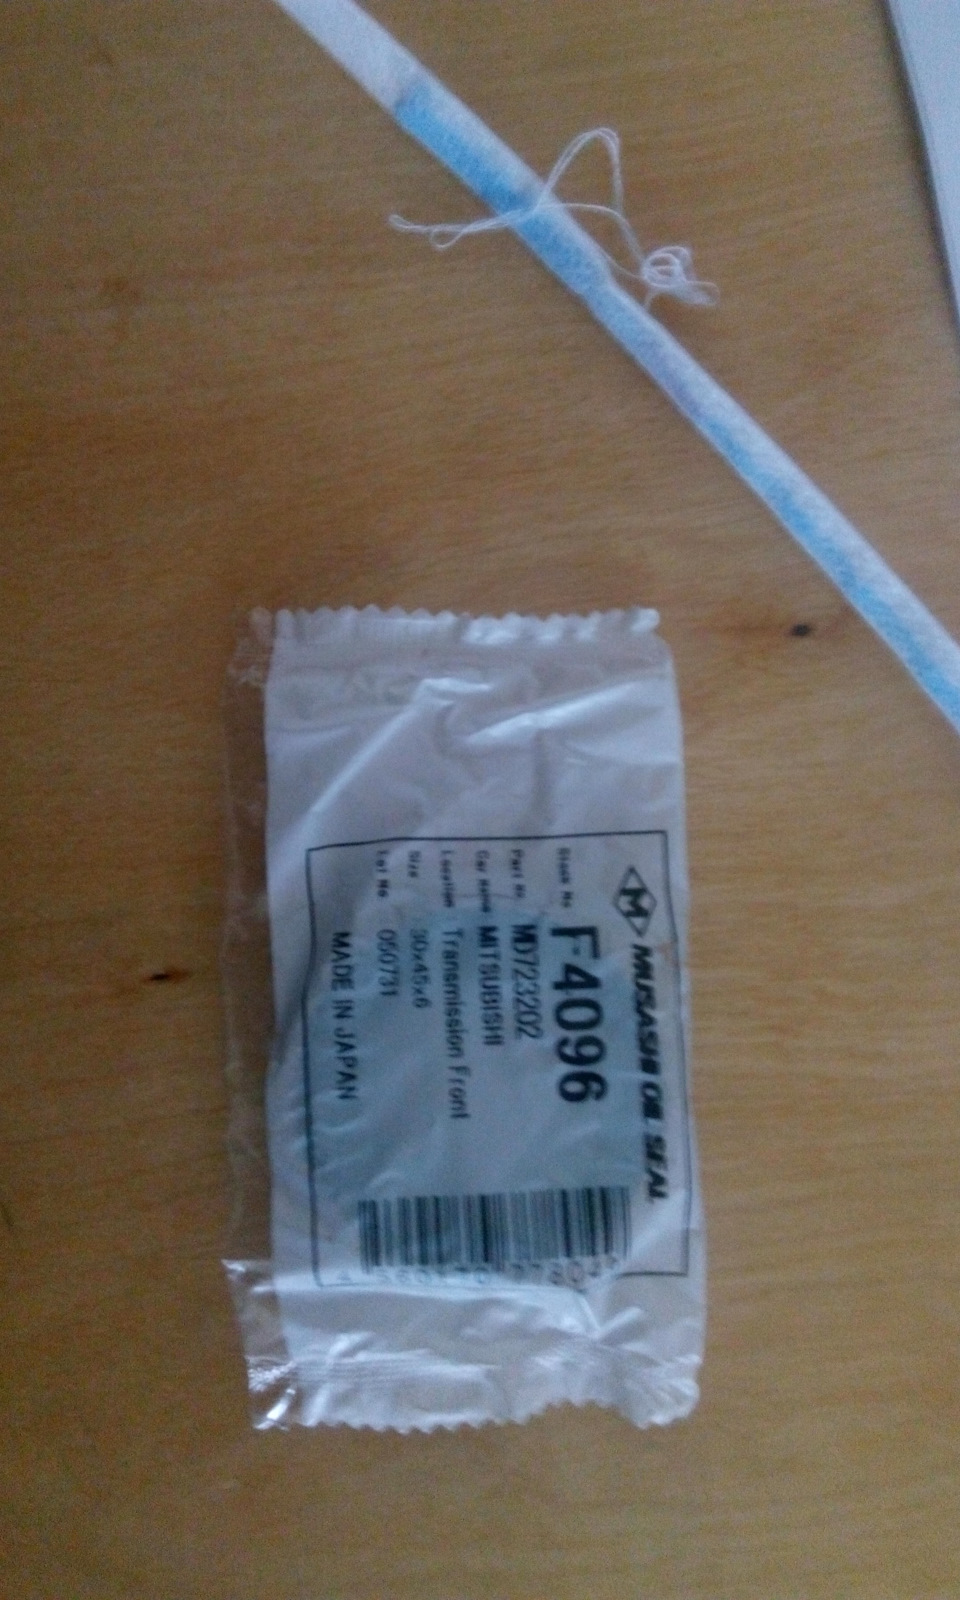 MUSASHI OIL SEAL
Stock No F4096
Part No MD723202
Car Name MITSUBISHI
Location Transmission Front
Size 30x45x6
Lot No 050731
MADE IN JAPAN